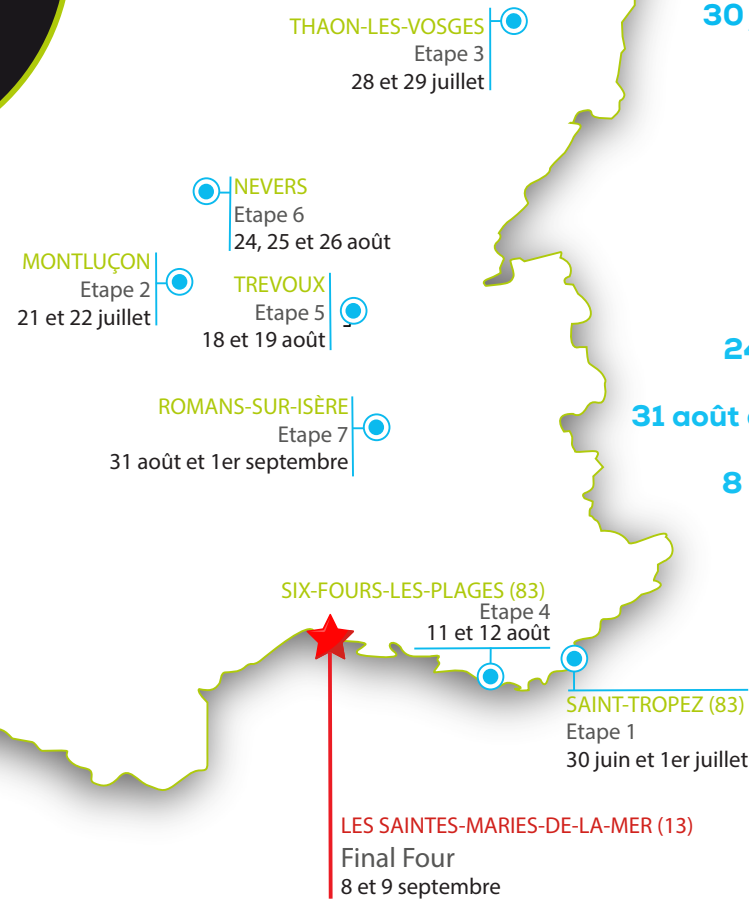 THAON-LES-VOSGES
Etape 3
28 et 29 juillet
30
NEVERS
Etape 6
24, 25 et 26 août
MONTLUÇON
Etape 2
21 et 22 juillet
TREVOUX
Etape 5
18 et 19 août
24
ROMANS-SUR-ISÈRE
Etape 7
31 août et 1er septembre
31 août
8
SIX-FOURS-LES-PLAGES (83)
Etape 4
11 et 12 août
SAINT-TROPEZ (83)
Etape 1
30 juin et 1er juillet
LES SAINTES-MARIES-DE-LA-MER (13)
Final Four
8 et 9 septembre